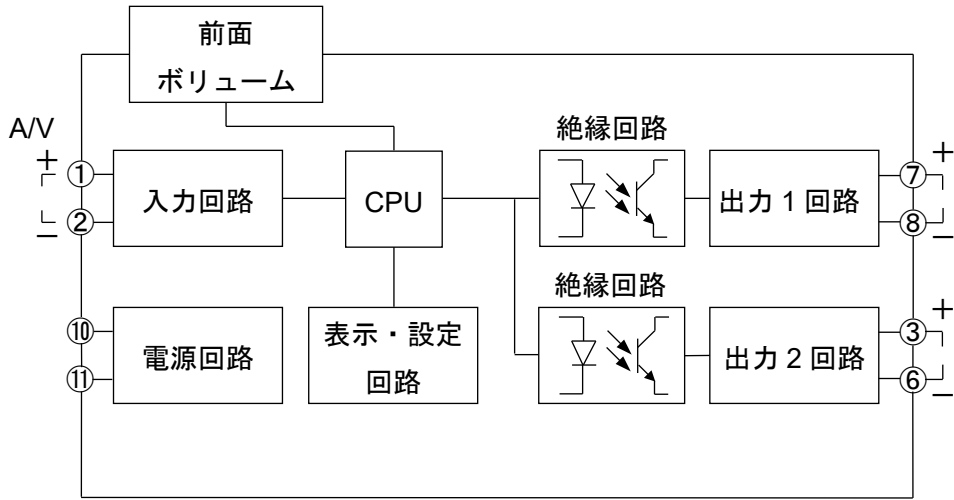 前面
ボリューム
A/V
+
①
−
②
入力回路
CPU
絶縁回路
出力1回路
+
⑦
⑧
−
⑩
⑪
電源回路
表示・設定
回路
絶縁回路
出力2回路
+
③
⑥
−